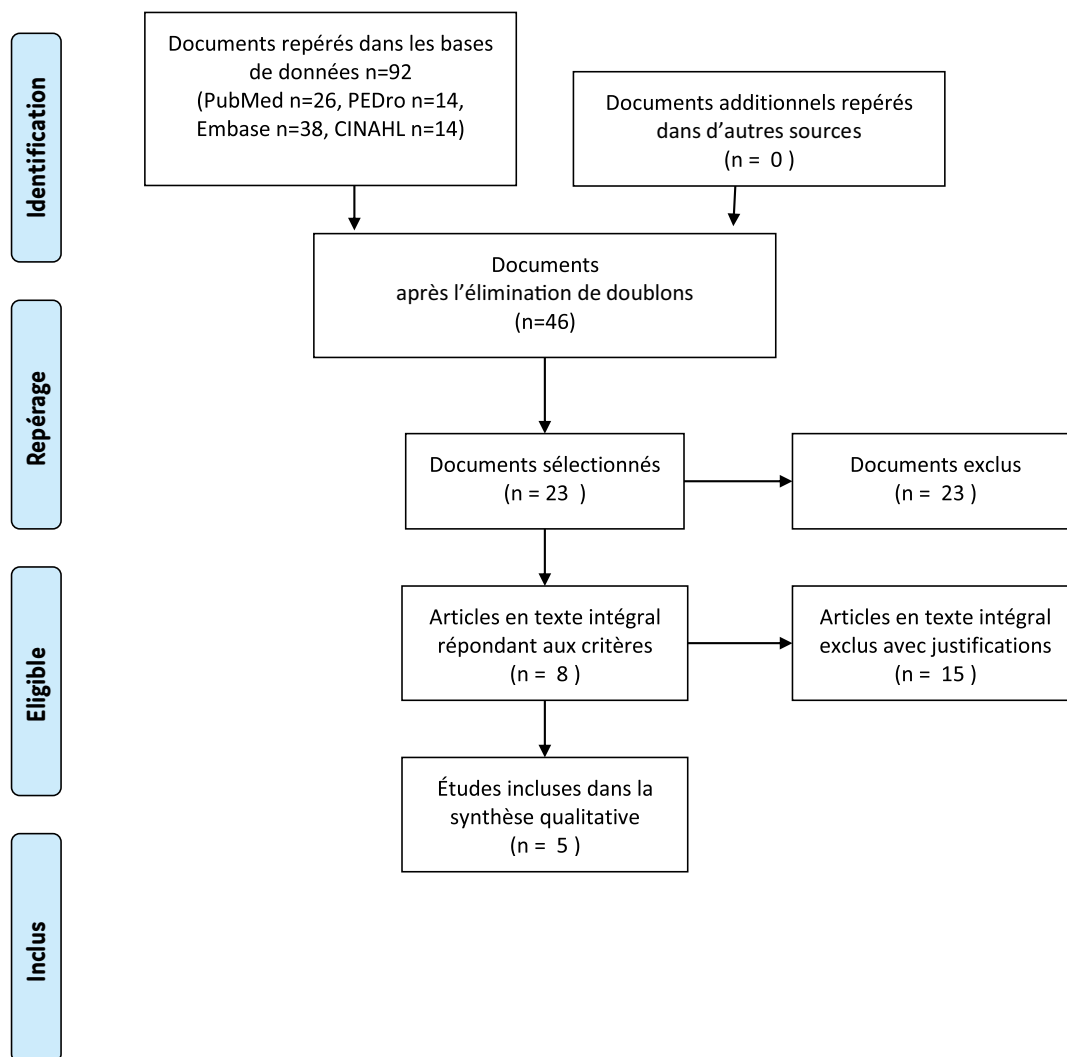 Identification
Documents repérés dans les bases
de données n=92
(PubMed n=26, PEDro n=14,
Embase n=38, CINAHL n=14)
Documents additionnels repérés
dans d’autres sources
(n = 0 )
Documents
après l’élimination de doublons
(n=46)
Repérage
Documents sélectionnés
(n = 23 )
Documents exclus
(n = 23 )
Eligible
Articles en texte intégral
répondant aux critères
(n = 8 )
Articles en texte intégral
exclus avec justifications
(n = 15 )
Études incluses dans la
synthèse qualitative
(n = 5 )
Inclus